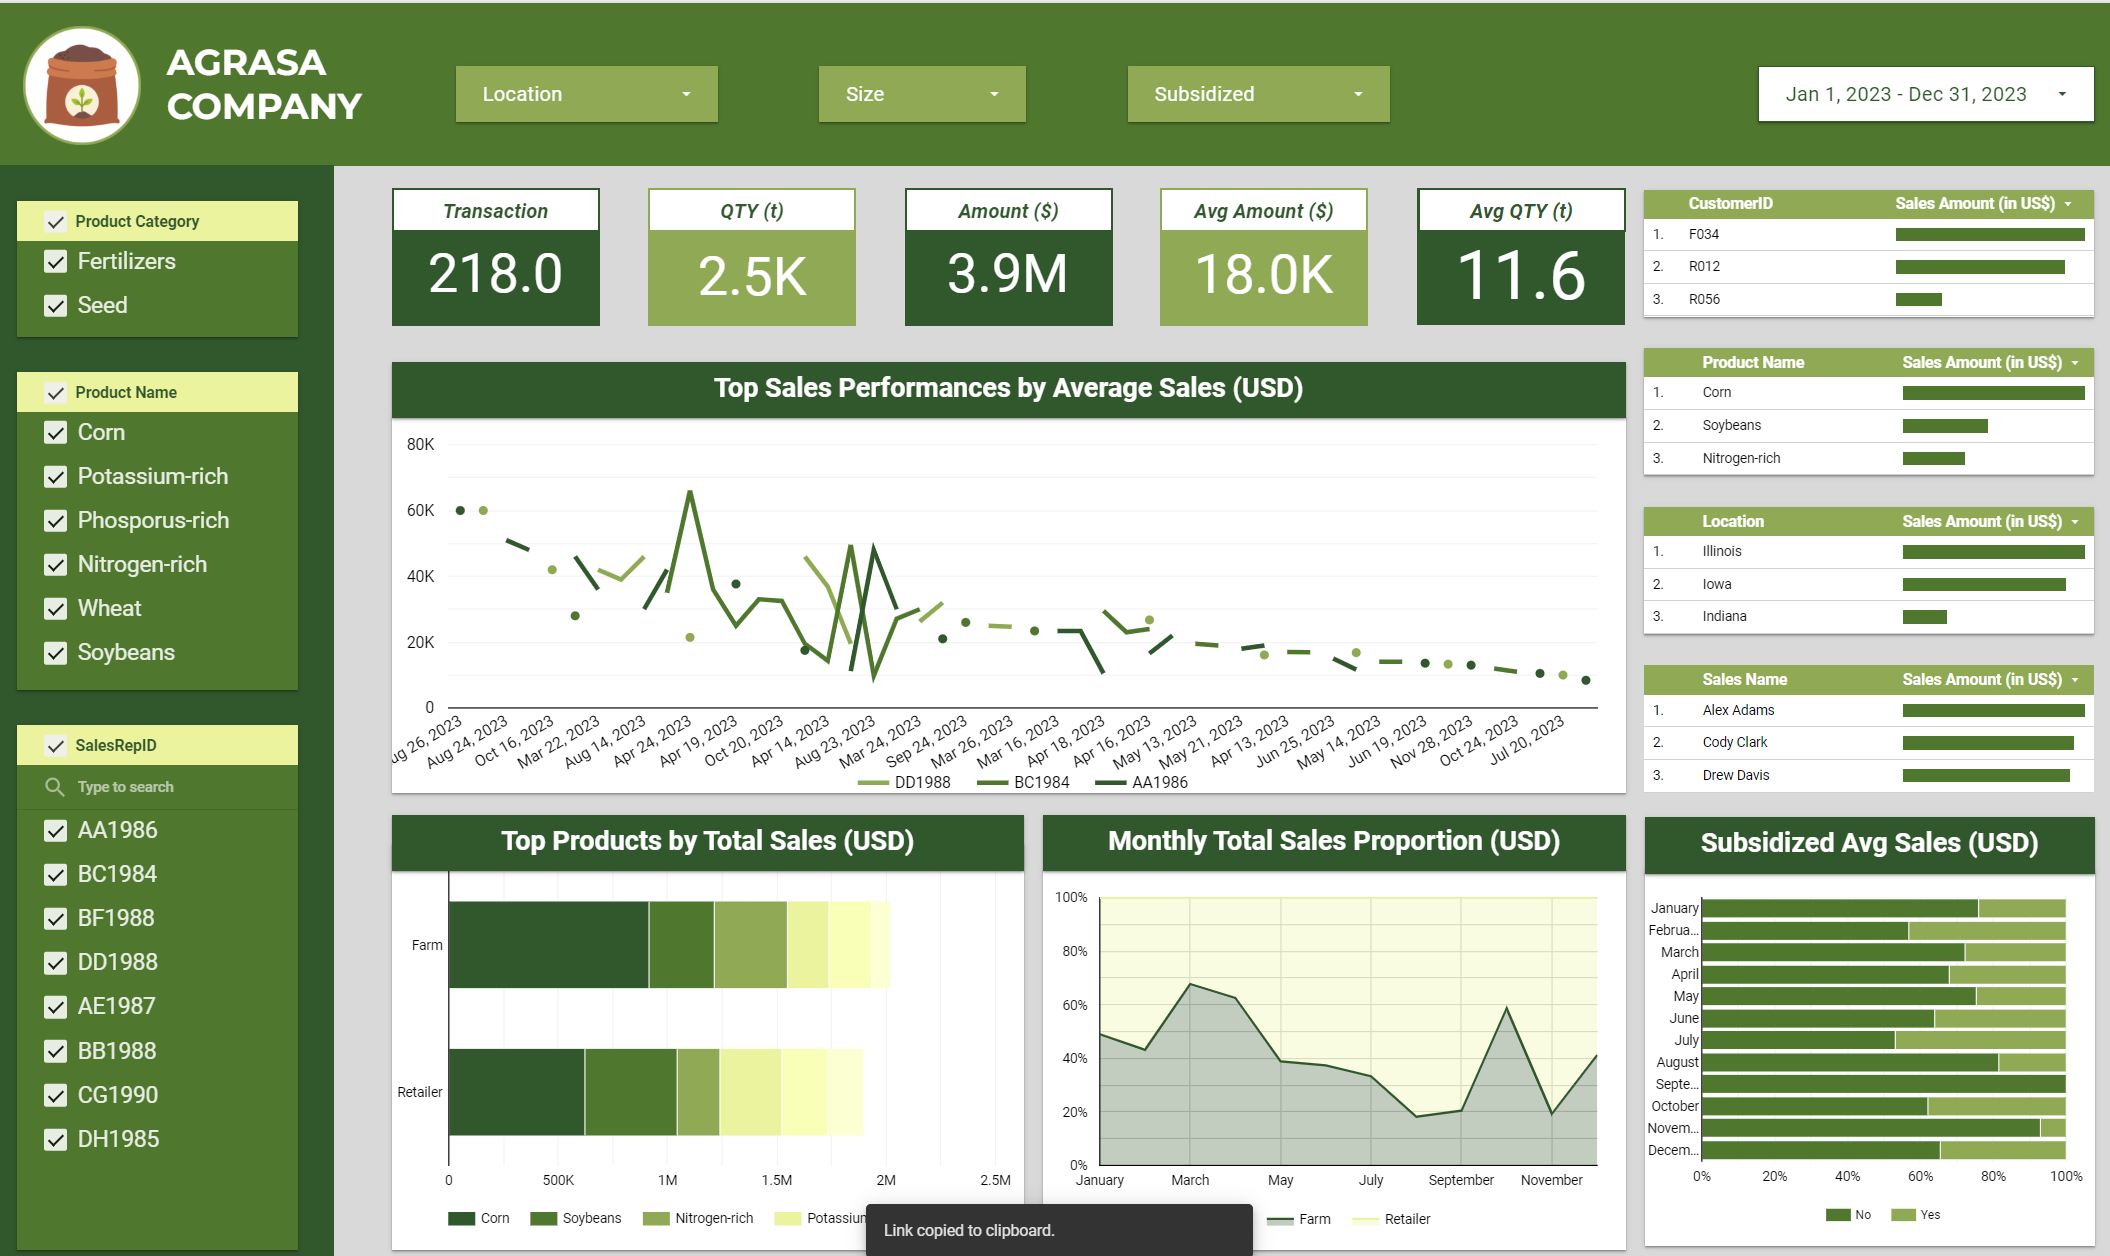 AGRASA
COMPANY
Location
Size
Subsidized
Jan 1, 2023 - Dec 31, 2023
Product Category
Fertilizers
Seed
Product Name
Corn
Potassium-rich
Phosporus-rich
Nitrogen-rich
Wheat
Soybeans
SalesRepID
Type to search
AA1986
BC1984
BF1988
DD1988
AE1987
BB1988
CG1990
DH1985
Transaction
218.0
QTY (t)
2.5K
Amount ($)
3.9M
Avg Amount ($)
18.0K
Avg QTY (t)
11.6
CustomerID Sales Amount (in US$)
1. F034
2. R012
3. R056
Product Name Sales Amount (in US$)
1. Corn
2. Soybeans
3. Nitrogen-rich
Location Sales Amount (in US$)
1. Illinois
2. Iowa
3. Indiana
Sales Name Sales Amount (in US$)
1. Alex Adams
2. Cody Clark
3. Drew Davis
Top Sales Performances by Average Sales (USD)
80K
60K
40K
20K
0
ug 26, 2023
Aug 24, 2023
Oct 16, 2023
Mar 22, 2023
Aug 14, 2023
Apr 24, 2023
Apr 19, 2023
Oct 20, 2023
Apr 14, 2023
Aug 23, 2023
Mar 24, 2023
Sep 24, 2023
Mar 26, 2023
Mar 16, 2023
Apr 18, 2023
Apr 16, 2023
May 13, 2023
May 21, 2023
Apr 13, 2023
Jun 25, 2023
May 14, 2023
Jun 19, 2023
Nov 28, 2023
Oct 24, 2023
Jul 20, 2023
DD1988 BC1984 AA1986
Top Products by Total Sales (USD)
Farm
Retailer
0 500K 1M 1.5M 2M 2.5M
Corn Soybeans Nitrogen-rich Potassium
Monthly Total Sales Proportion (USD)
100%
80%
60%
40%
20%
0%
January March May July September November
Farm Retailer
Subsidized Avg Sales (USD)
January
Februa...
March
April
May
June
July
August
Septe...
October
Novem...
Decem...
0% 20% 40% 60% 80% 100%
No Yes
Link copied to clipboard.